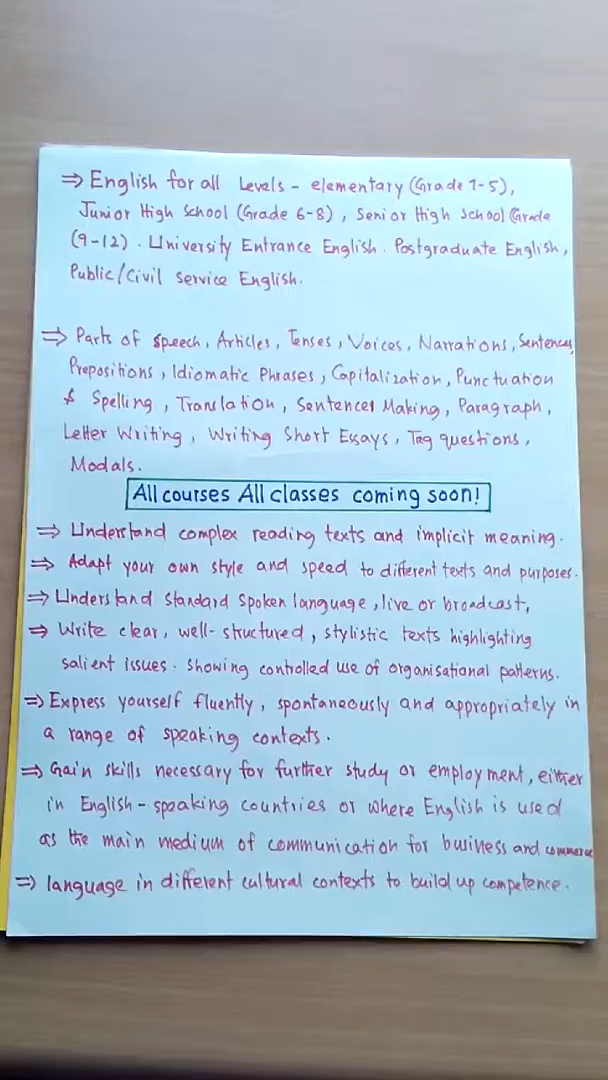 ⇒ English for all Levels - elementary (Grade 1-5),
Junior High School (Grade 6-8), Senior High School (Grade
(9-12). University Entrance English. Postgraduate English,
Public/Civil Service English.
⇒ Parts of Speech, Articles, Tenses, Voices, Narrations, Sentences,
Prepositions, Idiomatic Phrases, Capitalization, Punctuation
& Spelling, Translation, Sentences Making, Paragraph,
Letter Writing, Writing Short Essays, Tag questions,
Modals.
All courses All classes coming soon!
⇒ Understand complex reading texts and implicit meaning.
⇒ Adapt your own style and speed to different texts and purposes.
⇒ Understand standard spoken language, live or broadcast,
⇒ Write clear, well-structured, stylistic texts highlighting
salient issues. showing controlled use of organisational patterns.
⇒ Express yourself fluently, spontaneously and appropriately in
a range of speaking contexts.
⇒ Gain skills necessary for further study or employment, either
in English-speaking countries or where English is used
as the main medium of communication for business and commerce
⇒ language in different cultural contexts to build up competence.